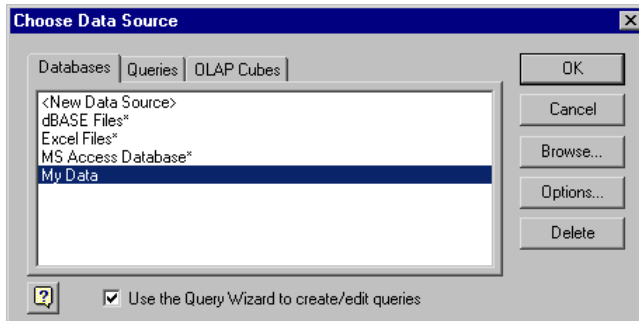 Choose Data Source
Databases Queries OLAP Cubes
<New Data Source>
dBASE Files*
Excel Files*
MS Access Database*
My Data
OK
Cancel
Browse...
Options...
Delete
Use the Query Wizard to create/edit queries